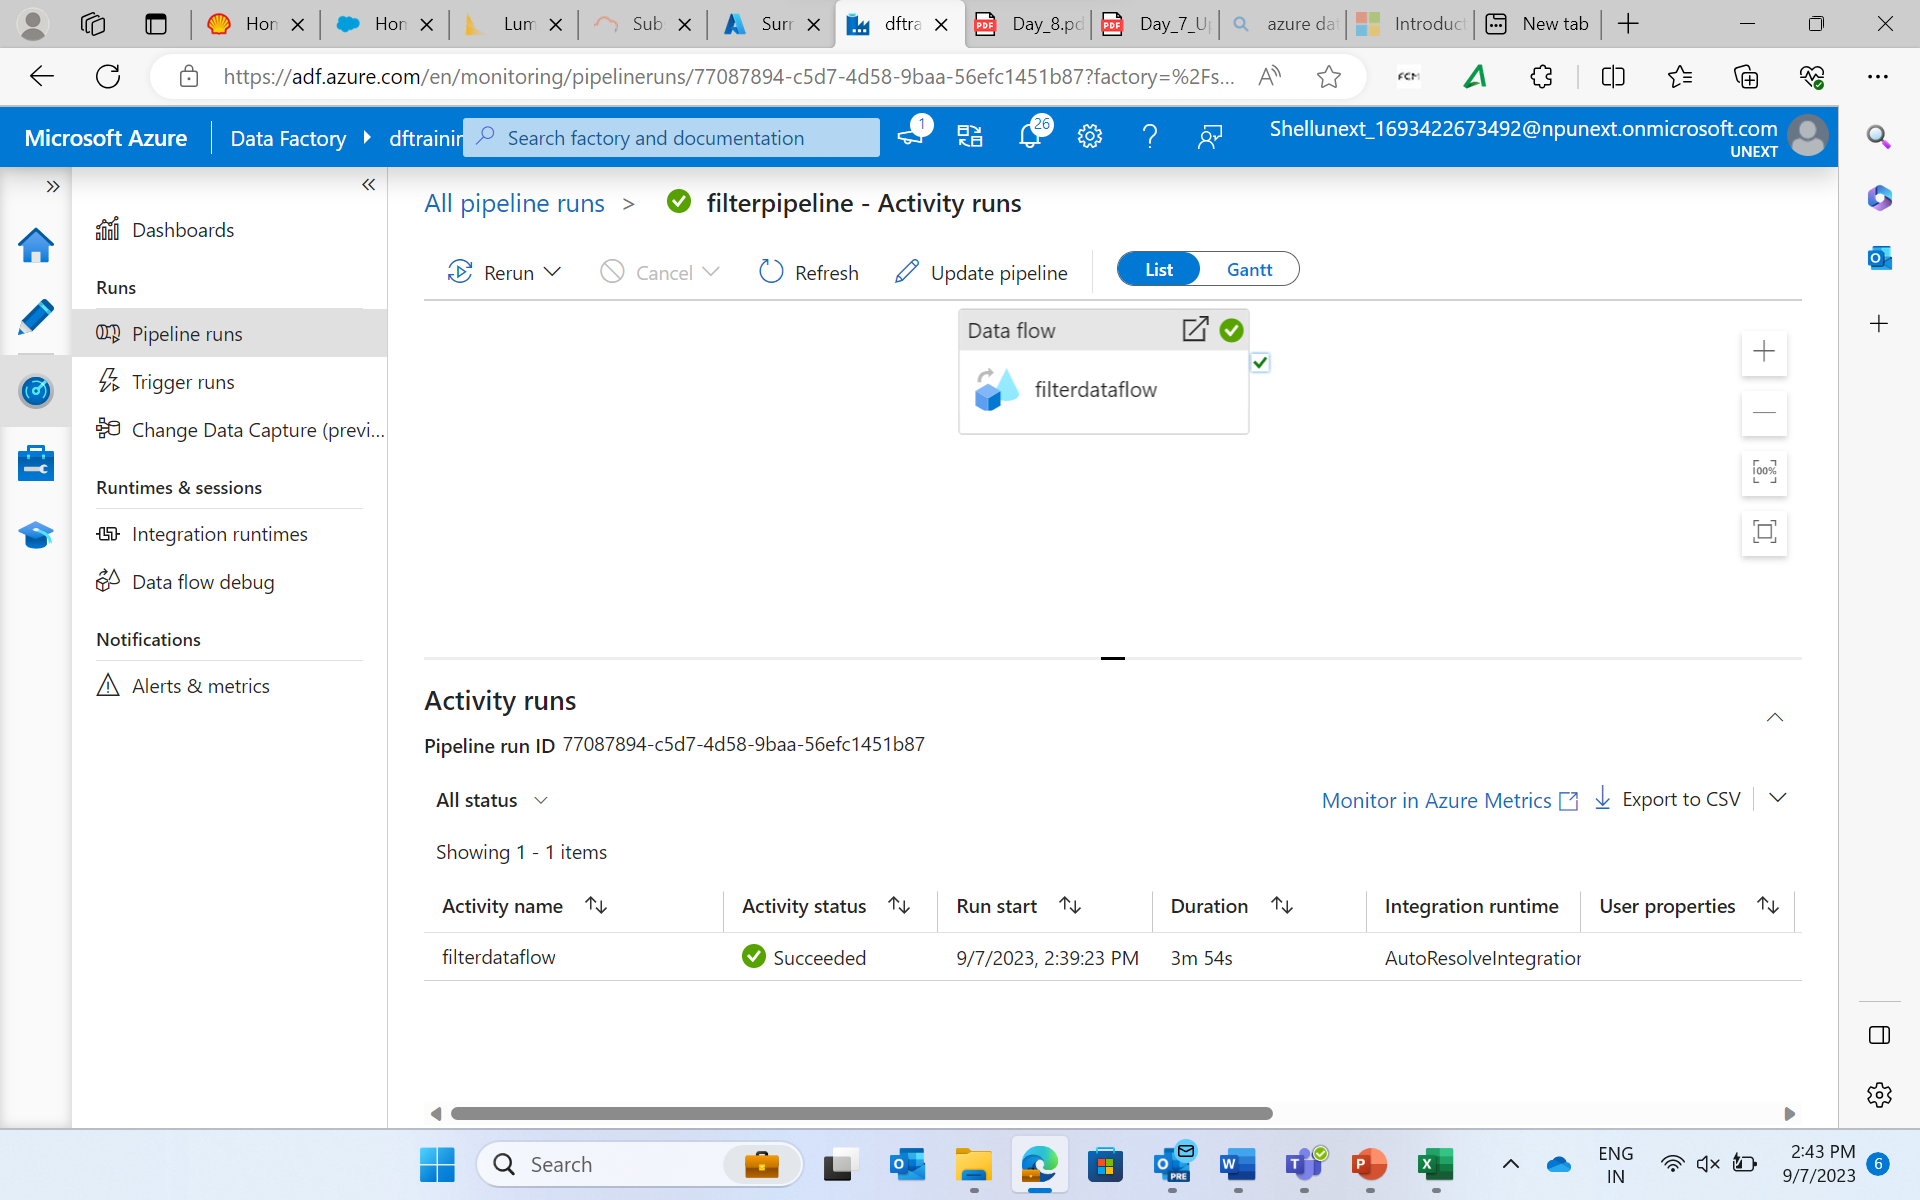 Hon
Hon
Lum
Sub
Surr
dftra
PDF
Day_8.pd
PDF
Day_7_U
azure dat
Introduct
New tab
https://adf.azure.com/en/monitoring/pipelineruns/77087894-c5d7-4d58-9baa-56efc1451b87?factory=%2Fs...
FCM
Microsoft Azure
Data Factory
dftrainin
Search factory and documentation
1
26
Shellunext_1693422673492@npunext.onmicrosoft.com
UNEXT
Dashboards
Runs
Pipeline runs
Trigger runs
Change Data Capture (previ...
Runtimes & sessions
Integration runtimes
Data flow debug
Notifications
Alerts & metrics
All pipeline runs > filterpipeline - Activity runs
Rerun
Cancel
Refresh
Update pipeline
List
Gantt
Data flow
filterdataflow
100%
Activity runs
Pipeline run ID 77087894-c5d7-4d58-9baa-56efc1451b87
All status
Monitor in Azure Metrics
Export to CSV
Showing 1 - 1 items
Activity name Activity status Run start Duration Integration runtime User properties
filterdataflow Succeeded 9/7/2023, 2:39:23 PM 3m 54s AutoResolveIntegration
Search
PRE
ENG
IN
2:43 PM
9/7/2023
6